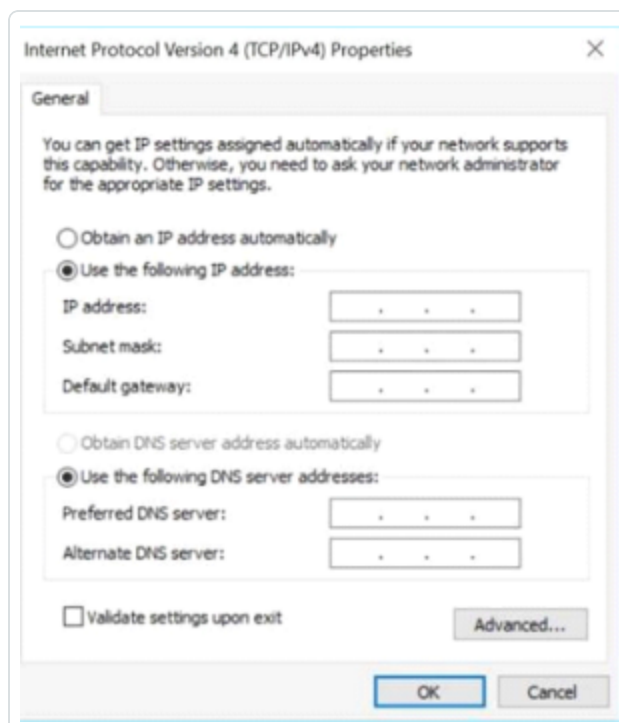 Internet Protocol Version 4 (TCP/IPv4) Properties
General
You can get IP settings assigned automatically if your network supports
this capability. Otherwise, you need to ask your network administrator
for the appropriate IP settings.
Obtain an IP address automatically
Use the following IP address:
IP address:
Subnet mask:
Default gateway:
Obtain DNS server address automatically
Use the following DNS server addresses:
Preferred DNS server:
Alternate DNS server:
Validate settings upon exit
Advanced...
OK
Cancel